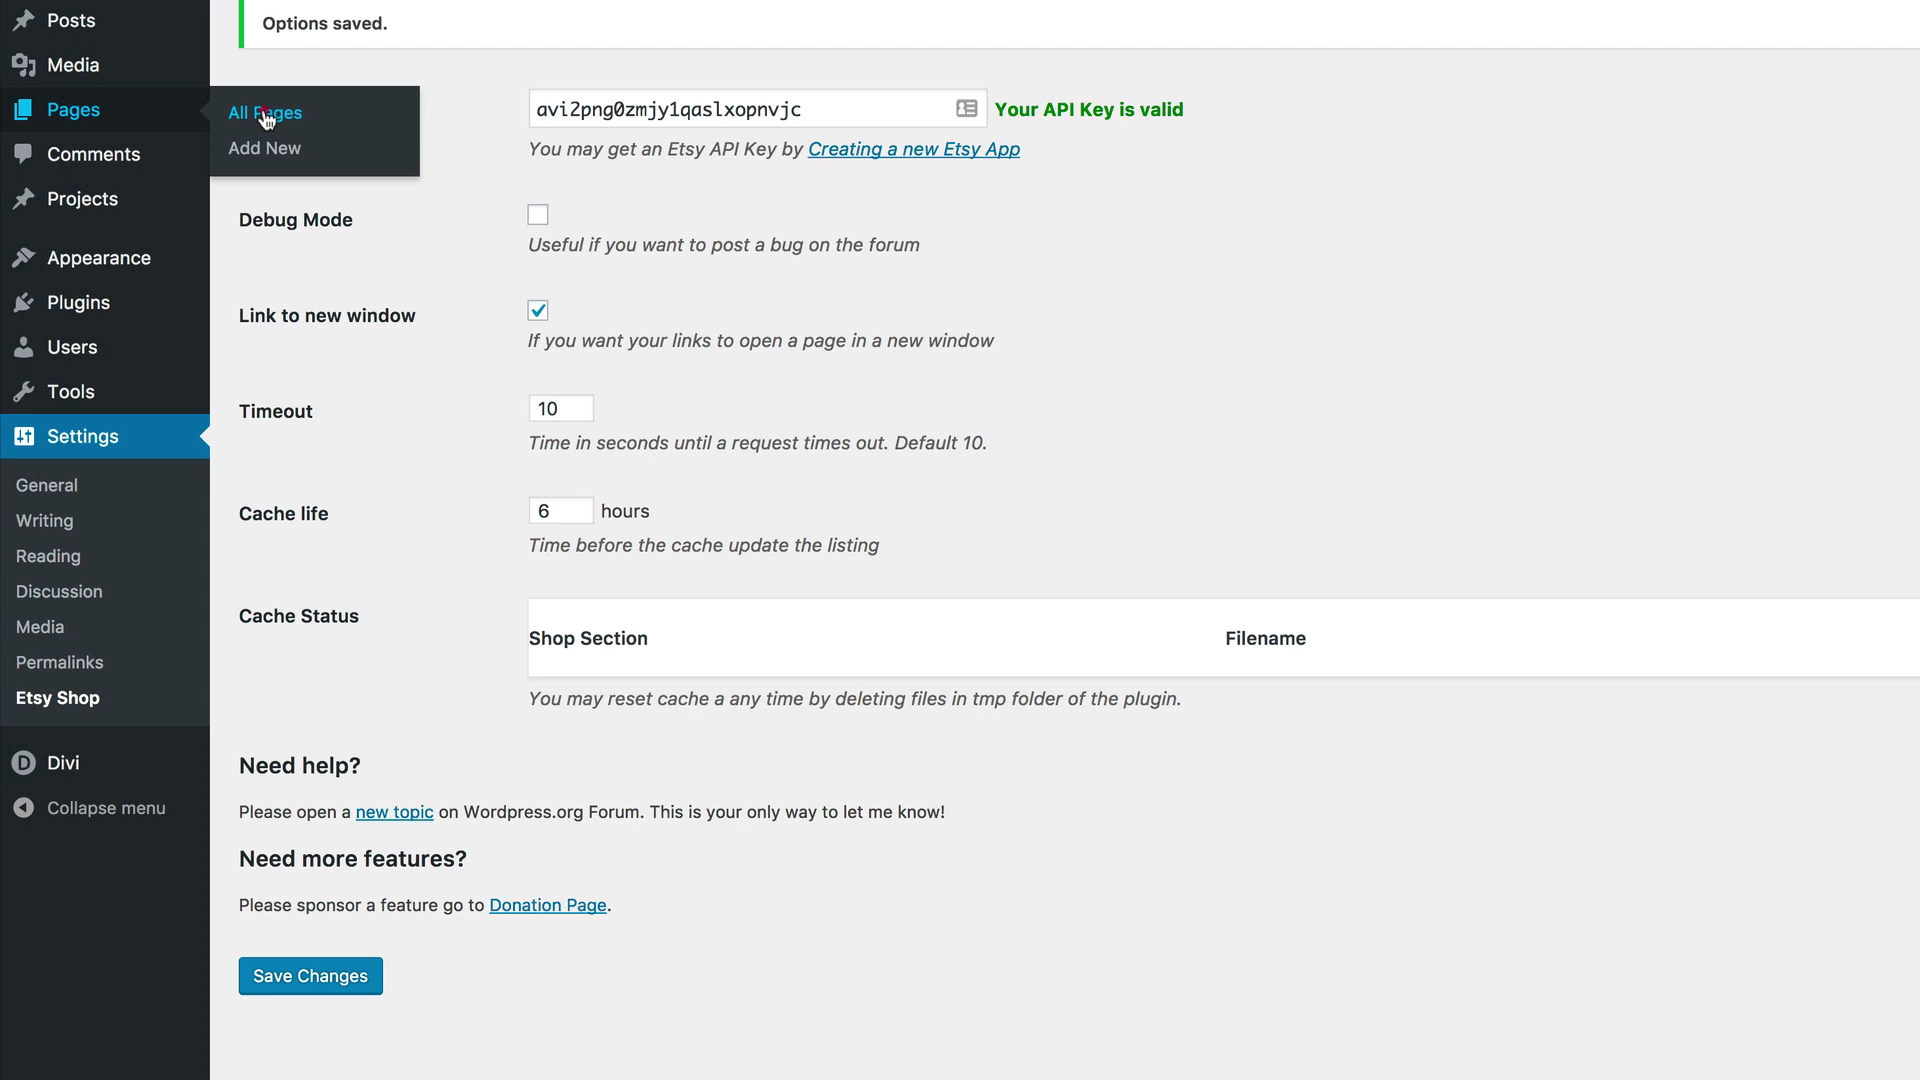 Posts
Media
Pages
Comments
Projects
Appearance
Plugins
Users
Tools
Settings
General
Writing
Reading
Discussion
Media
Permalinks
Etsy Shop
Divi
Collapse menu
All Pages
Add New
Options saved.
avi2png0zmjy1qaslxopnvjc Your API Key is valid
You may get an Etsy API Key by Creating a new Etsy App
Debug Mode
Useful if you want to post a bug on the forum
Link to new window
If you want your links to open a page in a new window
Timeout
10
Time in seconds until a request times out. Default 10.
Cache life
6 hours
Time before the cache update the listing
Cache Status
Shop Section Filename
You may reset cache a any time by deleting files in tmp folder of the plugin.
Need help?
Please open a new topic on Wordpress.org Forum. This is your only way to let me know!
Need more features?
Please sponsor a feature go to Donation Page.
Save Changes